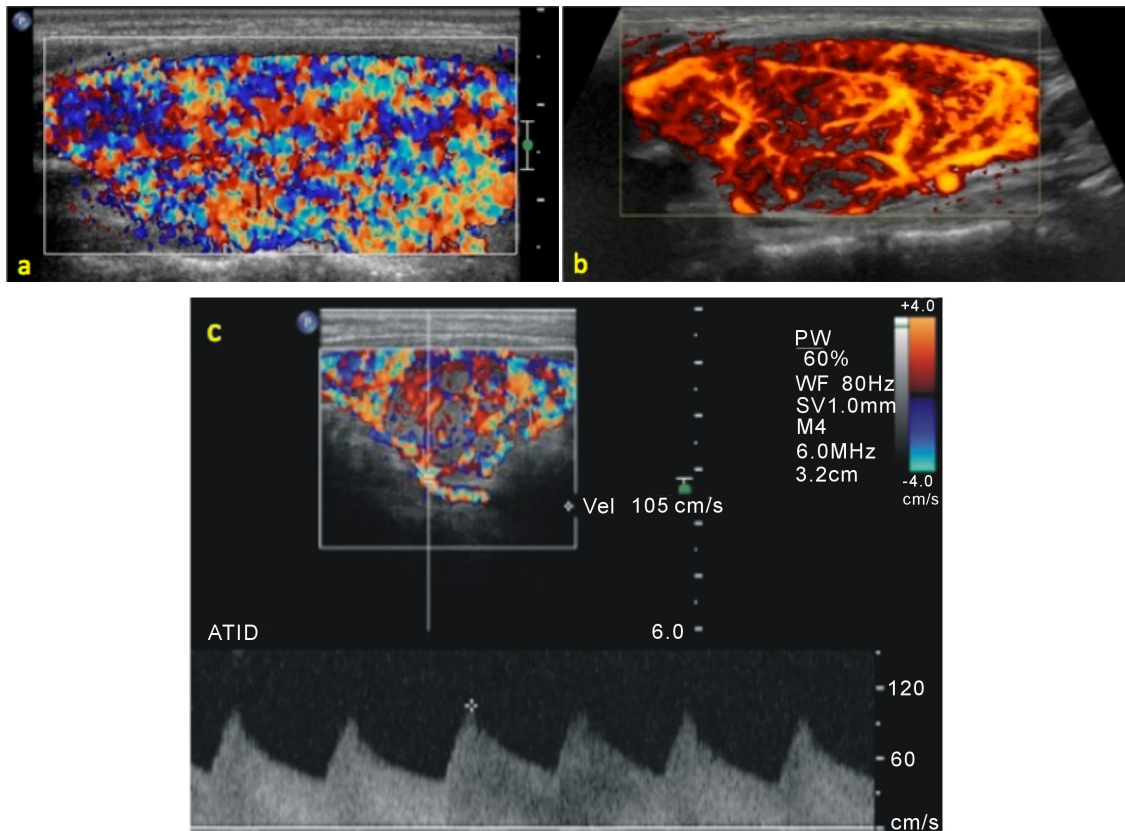 P
a
b
c
P
+4.0
PW
60%
WF 80Hz
SV1.0mm
M4
6.0MHz
3.2cm
-4.0
cm/s
Vel 105 cm/s
ATID
6.0
120
60
cm/s